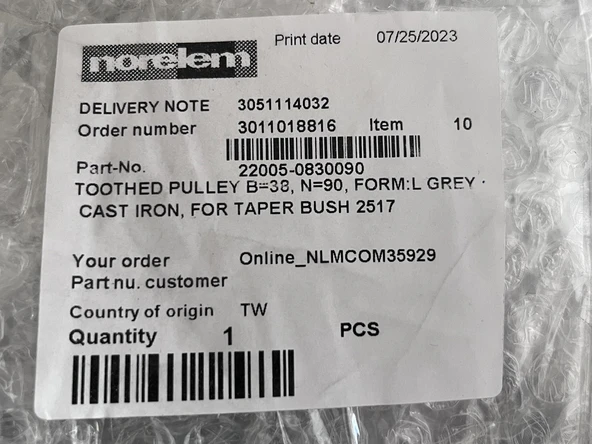 norelem
Print date 07/25/2023
DELIVERY NOTE 3051114032
Order number 3011018816 Item 10
Part-No. 22005-0830090
TOOTHED PULLEY B=38, N=90, FORM:L GREY
CAST IRON, FOR TAPER BUSH 2517
Your order Online_NLMCOM35929
Part nu. customer
Country of origin TW
Quantity 1 PCS